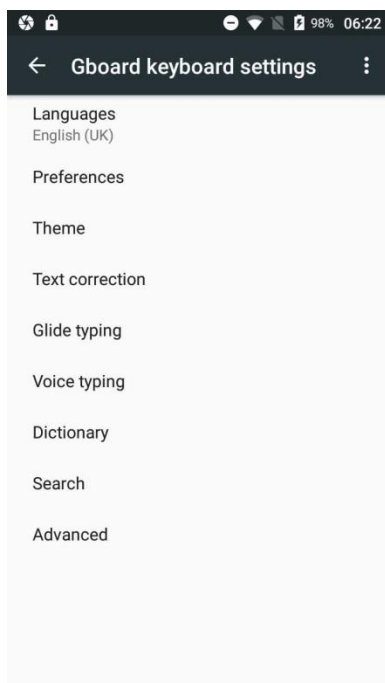 98% 06:22
Gboard keyboard settings
Languages
English (UK)
Preferences
Theme
Text correction
Glide typing
Voice typing
Dictionary
Search
Advanced